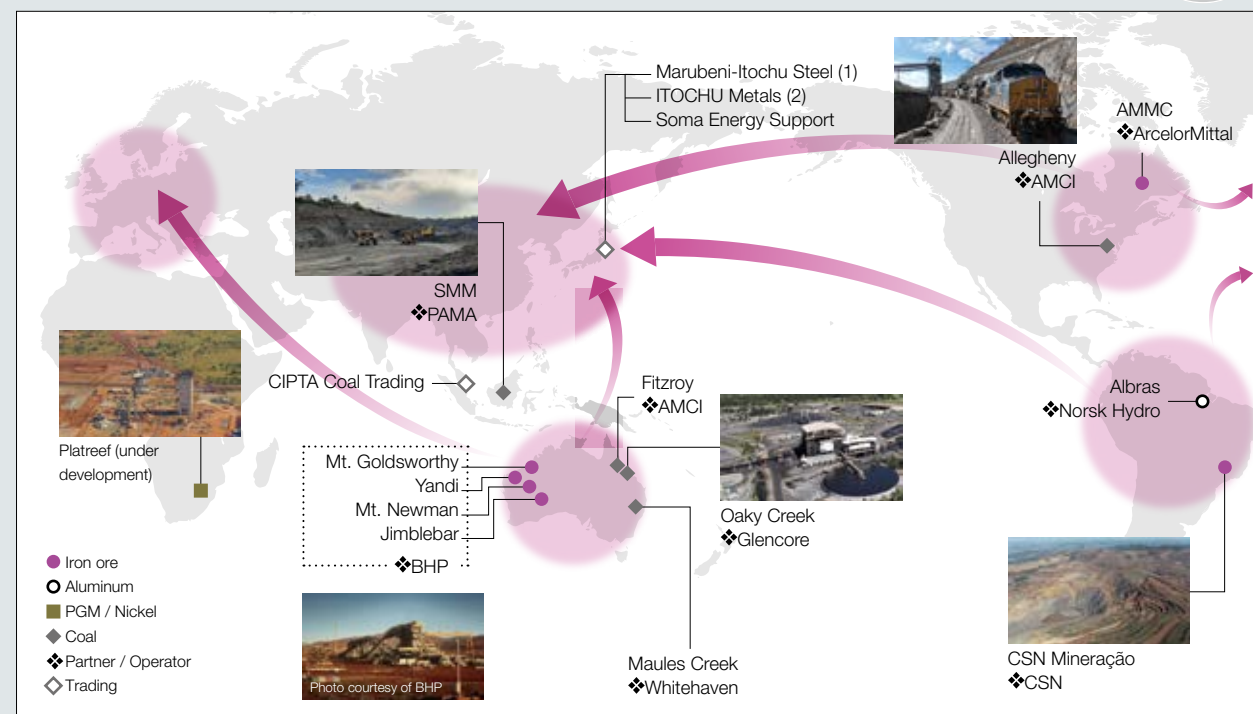 Marubeni-Itochu Steel (1)
ITOCHU Metals (2)
Soma Energy Support
AMMC
❖ArcelorMittal
Allegheny
❖AMCI
SMM
❖PAMA
CIPTA Coal Trading
Fitzroy
❖AMCI
Albras
❖Norsk Hydro
Platreef (under
development)
Mt. Goldsworthy
Yandi
Mt. Newman
Jimblebar
❖BHP
Oaky Creek
❖Glencore
Iron ore
Aluminum
PGM / Nickel
Coal
❖Partner / Operator
Trading
Photo courtesy of BHP
Maules Creek
❖Whitehaven
CSN Mineração
❖CSN